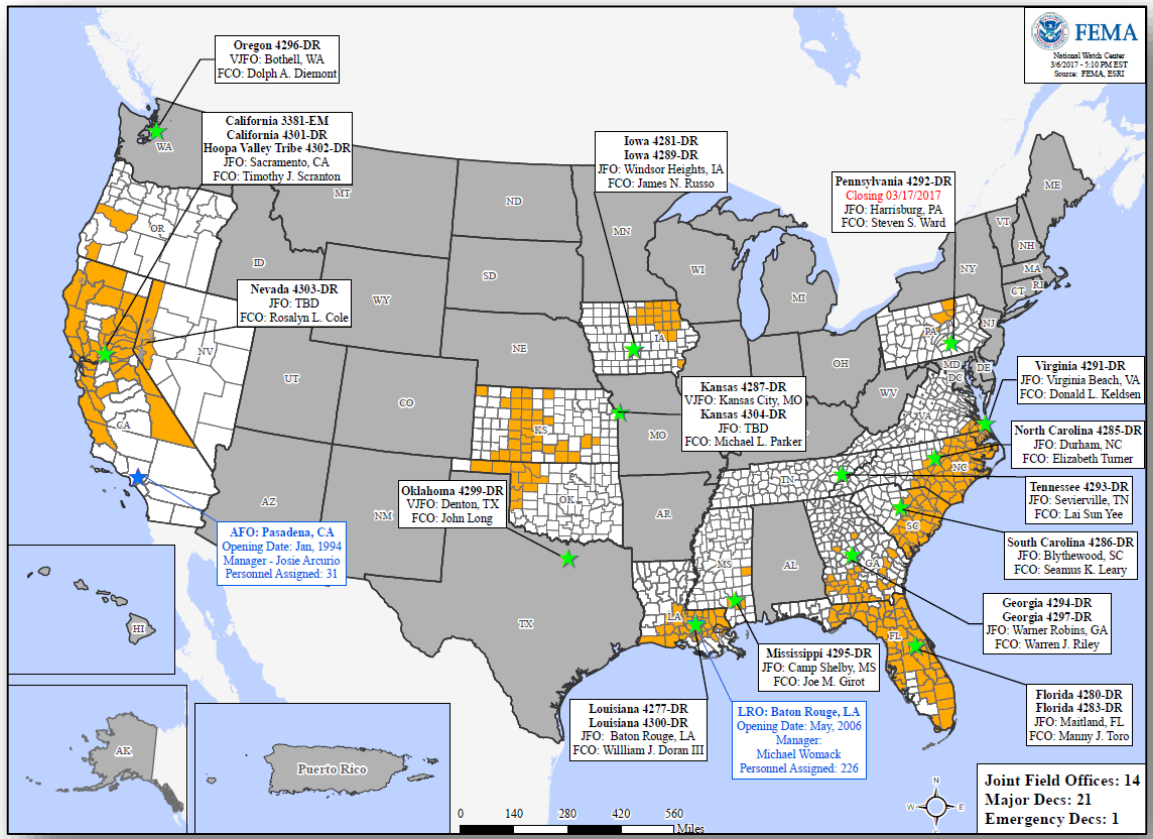 FEMA
National Watch Center
3/6/2017 - 5:10 PM EST
Source: FEMA, ESRI
Oregon 4296-DR
VJFO: Bothell, WA
FCO: Dolph A. Diemont
California 3381-EM
California 4301-DR
Hoopa Valley Tribe 4302-DR
JFO: Sacramento, CA
FCO: Timothy J. Scranton
Iowa 4281-DR
Iowa 4289-DR
JFO: Windsor Heights, IA
FCO: James N. Russo
Pennsylvania 4292-DR
Closing 03/17/2017
JFO: Harrisburg, PA
FCO: Steven S. Ward
Nevada 4303-DR
JFO: TBD
FCO: Rosalyn L. Cole
Kansas 4287-DR
VJFO: Kansas City, MO
Kansas 4304-DR
JFO: TBD
FCO: Michael L. Parker
Virginia 4291-DR
JFO: Virginia Beach, VA
FCO: Donald L. Keldsen
North Carolina 4285-DR
JFO: Durham, NC
FCO: Elizabeth Turner
Tennessee 4293-DR
JFO: Sevierville, TN
FCO: Lai Sun Yee
Oklahoma 4299-DR
VJFO: Denton, TX
FCO: John Long
AFO: Pasadena, CA
Opening Date: Jan, 1994
Manager - Josie Arcurio
Personnel Assigned: 31
South Carolina 4286-DR
JFO: Blythewood, SC
FCO: Seamus K. Leary
Georgia 4294-DR
Georgia 4297-DR
JFO: Warner Robins, GA
FCO: Warren J. Riley
Mississippi 4295-DR
JFO: Camp Shelby, MS
FCO: Joe M. Girot
Florida 4280-DR
Florida 4283-DR
JFO: Maitland, FL
FCO: Manny J. Toro
Louisiana 4277-DR
Louisiana 4300-DR
JFO: Baton Rouge, LA
FCO: Willliam J. Doran III
LRO: Baton Rouge, LA
Opening Date: May, 2006
Manager:
Michael Womack
Personnel Assigned: 226
WA
MT
ND
MN
ME
VT
NH
OR
ID
SD
WI
MI
NY
MA
CT
RI
WY
IA
PA
NJ
NV
NE
OH
MD
DE
DC
UT
CO
KS
MO
WV
VA
CA
AZ
NM
OK
AR
TN
NC
SC
TX
LA
MS
AL
GA
FL
HI
AK
Puerto Rico
0 140 280 420 560
Miles
N
W E
S
Joint Field Offices: 14
Major Decs: 21
Emergency Decs: 1